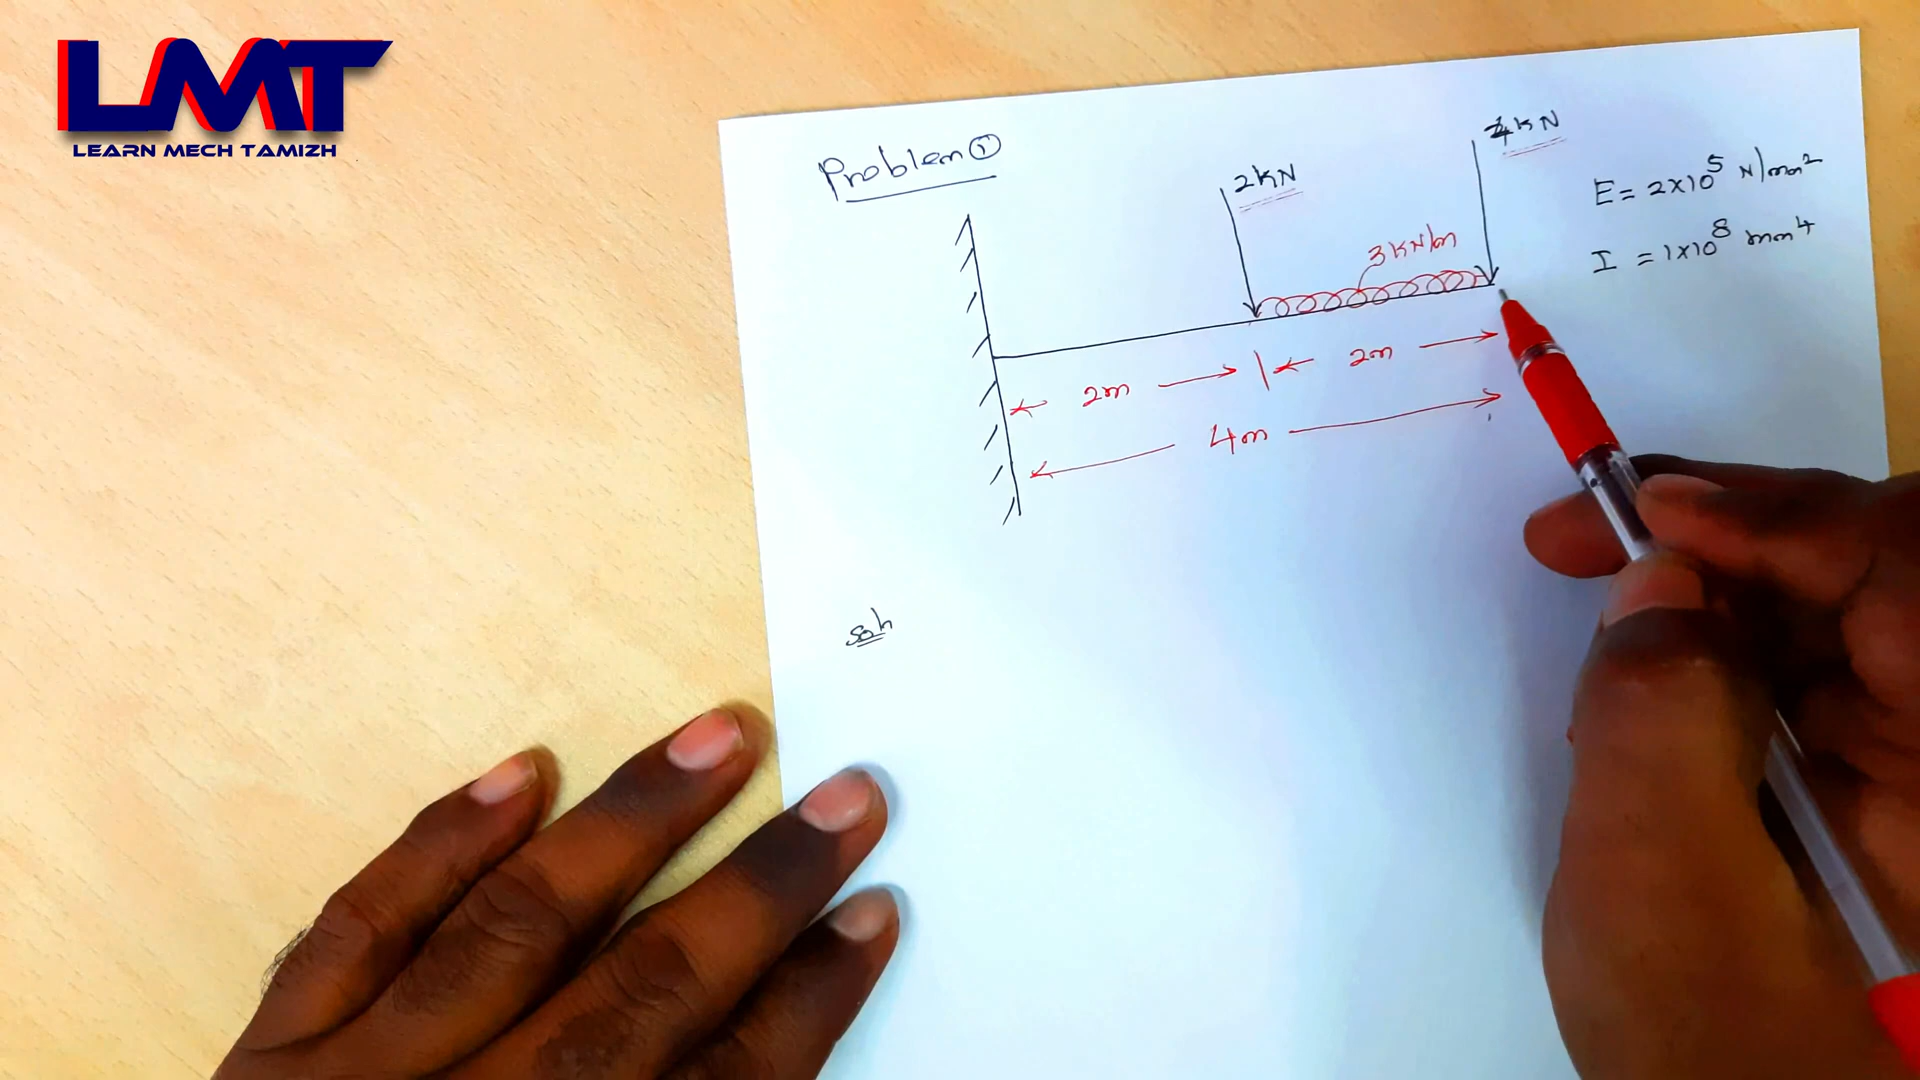 LMT
LEARN MECH TAMIZH
Problem ①
2KN
4KN
3KN/m
E = 2×10⁵ N/mm²
I = 1×10⁸ mm⁴
2m
2m
4m
Soln